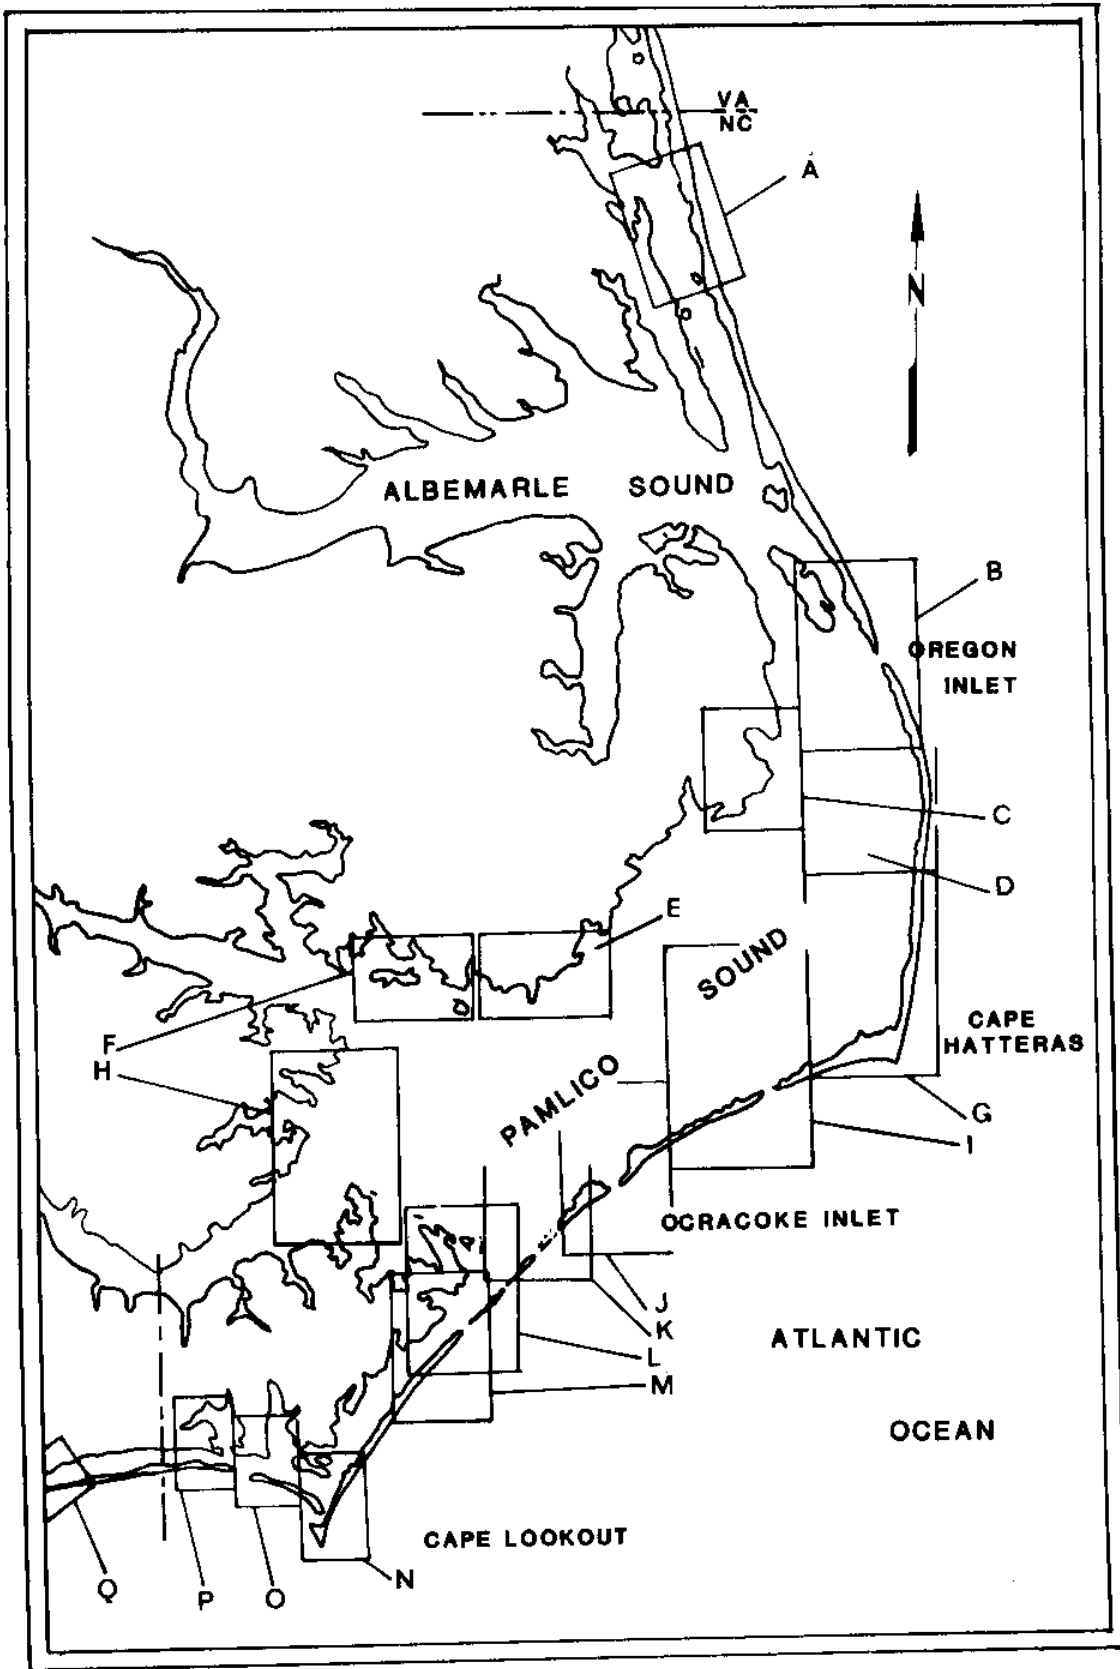 VA
NC
A
N
ALBEMARLE SOUND
B
OREGON
INLET
C
D
E
SOUND
CAPE
HATTERAS
F
H
PAMLICO
G
I
OCRACOKE INLET
J
K
L
M
ATLANTIC
OCEAN
CAPE LOOKOUT
N
O
P
Q